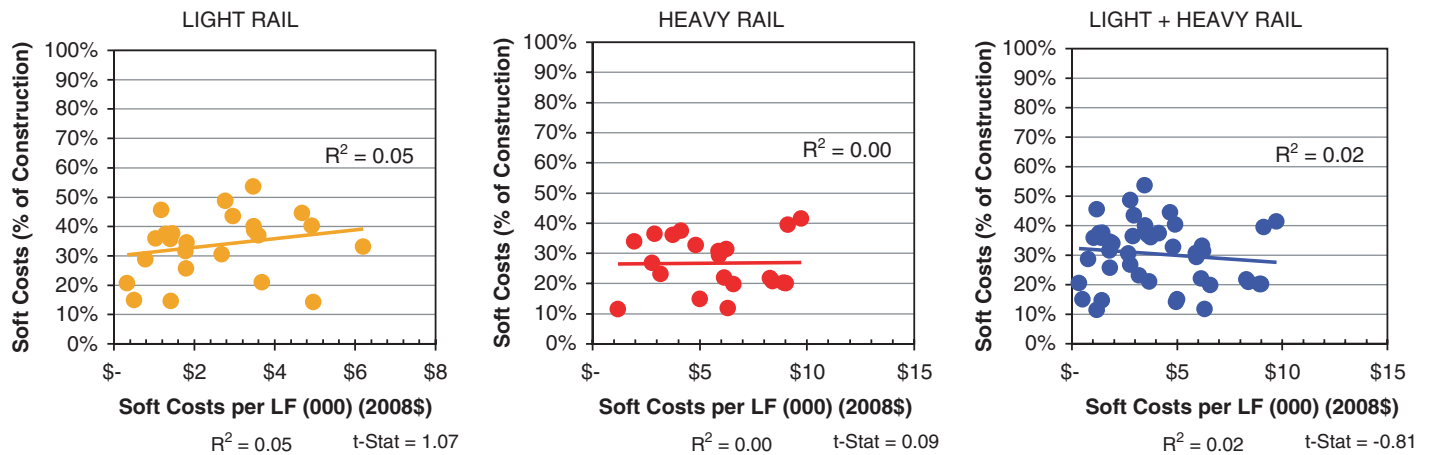 LIGHT RAIL
Soft Costs (% of Construction)
100%
90%
80%
70%
60%
50%
40%
30%
20%
10%
0%
R² = 0.05
$- $2 $4 $6 $8
Soft Costs per LF (000) (2008$)
R² = 0.05 t-Stat = 1.07
HEAVY RAIL
Soft Costs (% of Construction)
100%
90%
80%
70%
60%
50%
40%
30%
20%
10%
0%
R² = 0.00
$- $5 $10 $15
Soft Costs per LF (000) (2008$)
R² = 0.00 t-Stat = 0.09
LIGHT + HEAVY RAIL
Soft Costs (% of Construction)
100%
90%
80%
70%
60%
50%
40%
30%
20%
10%
0%
R² = 0.02
$- $5 $10 $15
Soft Costs per LF (000) (2008$)
R² = 0.02 t-Stat = -0.81